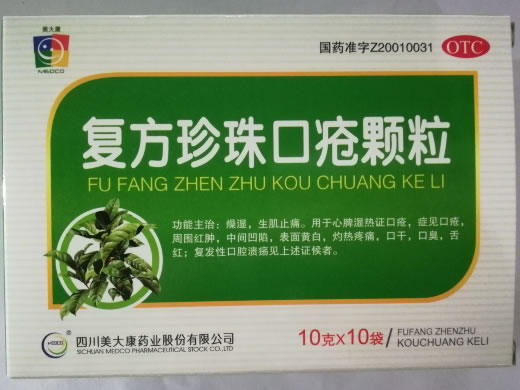 美大康
MEDCO
国药准字Z20010031
OTC
复方珍珠口疮颗粒
FU FANG ZHEN ZHU KOU CHUANG KE LI
功能主治：燥湿，生肌止痛。用于心脾湿热证口疮，症见口疮，
周围红肿，中间凹陷，表面黄白，灼热疼痛，口干，口臭，舌
红；复发性口腔溃疡见上述证候者。
MEDCO
®
四川美大康药业股份有限公司
SICHUAN MEDCO PHARMACEUTICAL STOCK CO.,LTD
10克x10袋/
FUFANG ZHENZHU
KOUCHUANG KELI